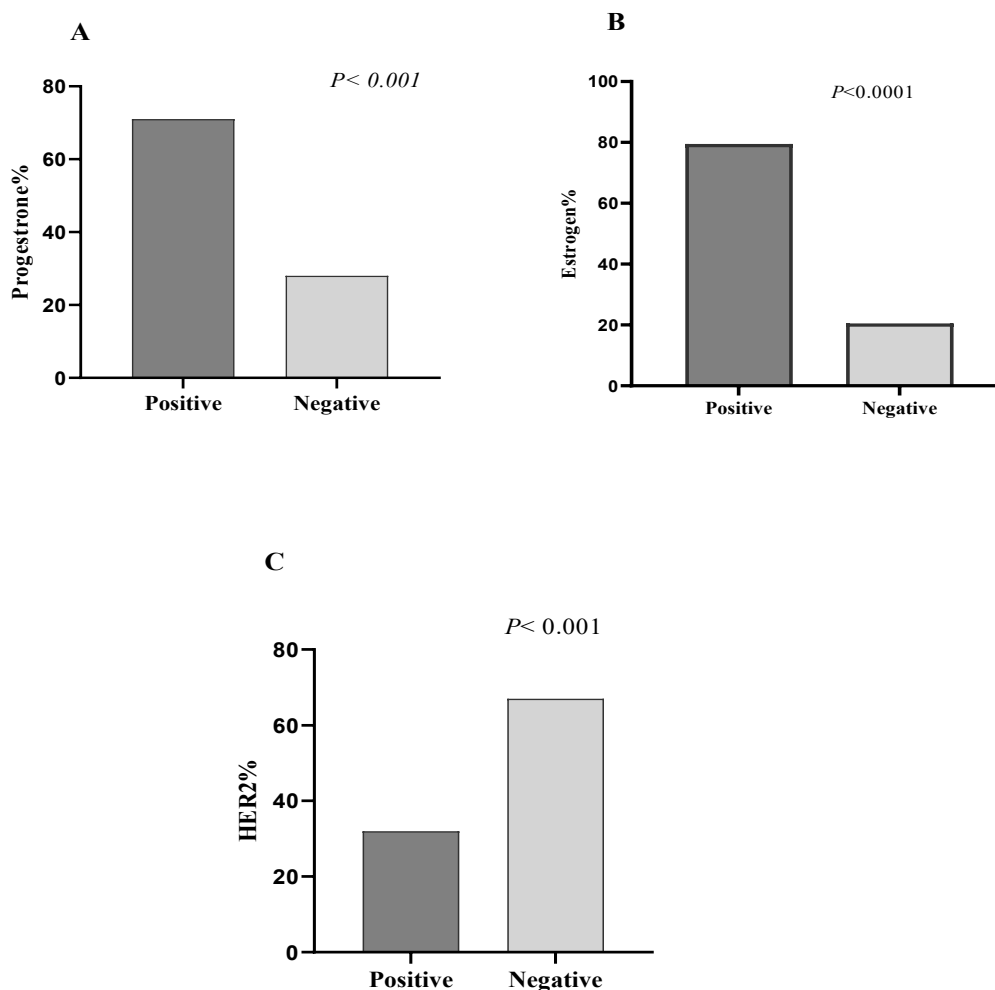 A
P< 0.001
Progestrone%
80
60
40
20
0
Positive Negative
B
P<0.0001
Estrogen%
100
80
60
40
20
0
Positive Negative
C
P< 0.001
HER2%
80
60
40
20
0
Positive Negative